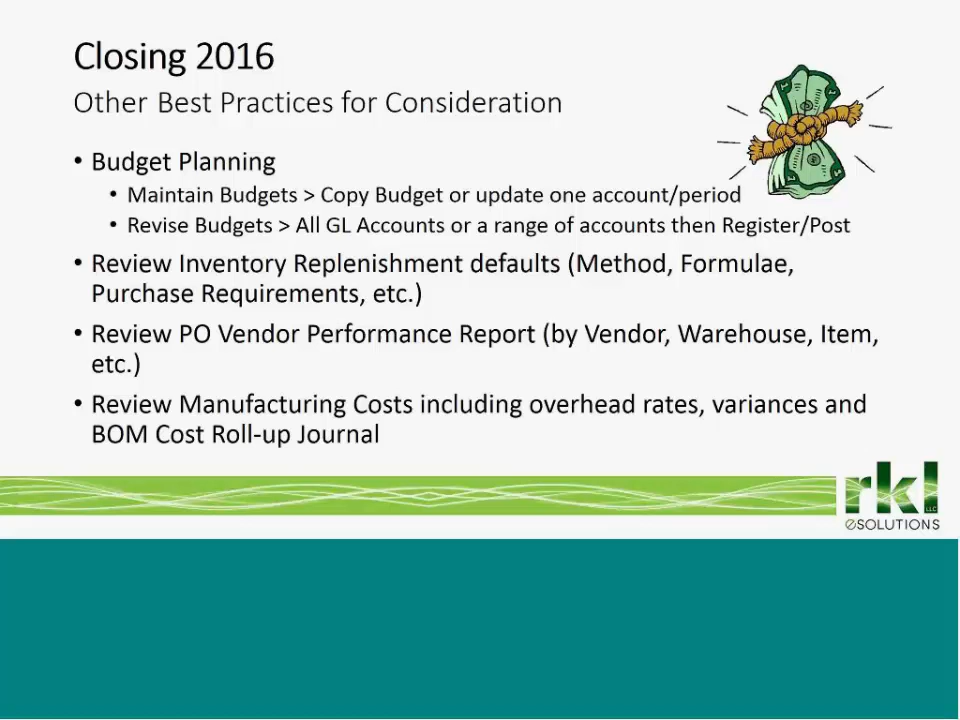 Closing 2016
Other Best Practices for Consideration
• Budget Planning
• Maintain Budgets > Copy Budget or update one account/period
• Revise Budgets > All GL Accounts or a range of accounts then Register/Post
• Review Inventory Replenishment defaults (Method, Formulae,
Purchase Requirements, etc.)
• Review PO Vendor Performance Report (by Vendor, Warehouse, Item,
etc.)
• Review Manufacturing Costs including overhead rates, variances and
BOM Cost Roll-up Journal
rkl
LLC
eSOLUTIONS